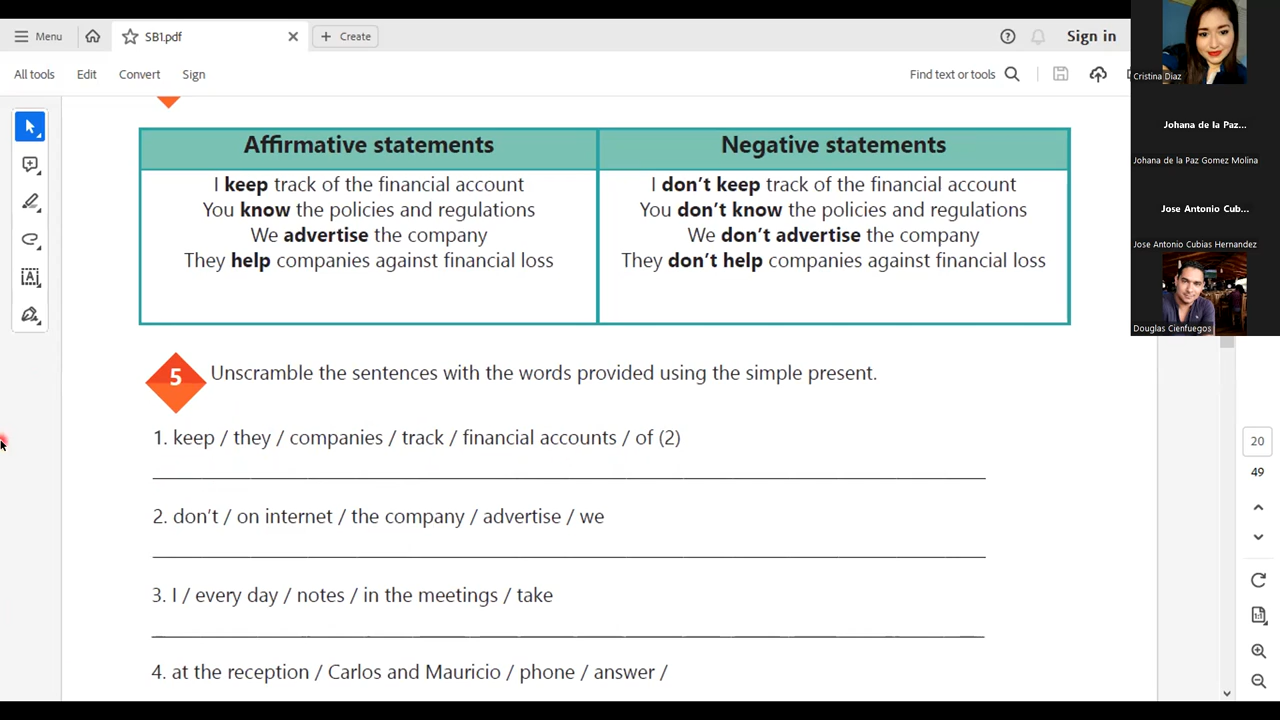 Menu
SB1.pdf
Create
Sign in
All tools
Edit
Convert
Sign
Find text or tools
Cristina Diaz
Johana de la Paz...
Johana de la Paz Gomez Molina
Jose Antonio Cub...
Jose Antonio Cubias Hernandez
Douglas Cienfuegos
Affirmative statements
I keep track of the financial account
You know the policies and regulations
We advertise the company
They help companies against financial loss
Negative statements
I don't keep track of the financial account
You don't know the policies and regulations
We don't advertise the company
They don't help companies against financial loss
5 Unscramble the sentences with the words provided using the simple present.
1. keep / they / companies / track / financial accounts / of (2)
2. don't / on internet / the company / advertise / we
3. I / every day / notes / in the meetings / take
4. at the reception / Carlos and Mauricio / phone / answer /
20
49
1:1